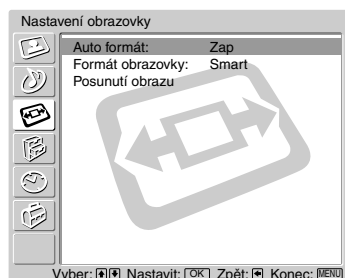 Nastavení obrazovky
Auto formát: Zap
Formát obrazovky: Smart
Posunutí obrazu
Vyber: Nastavit: OK Zpět: Konec: MENU